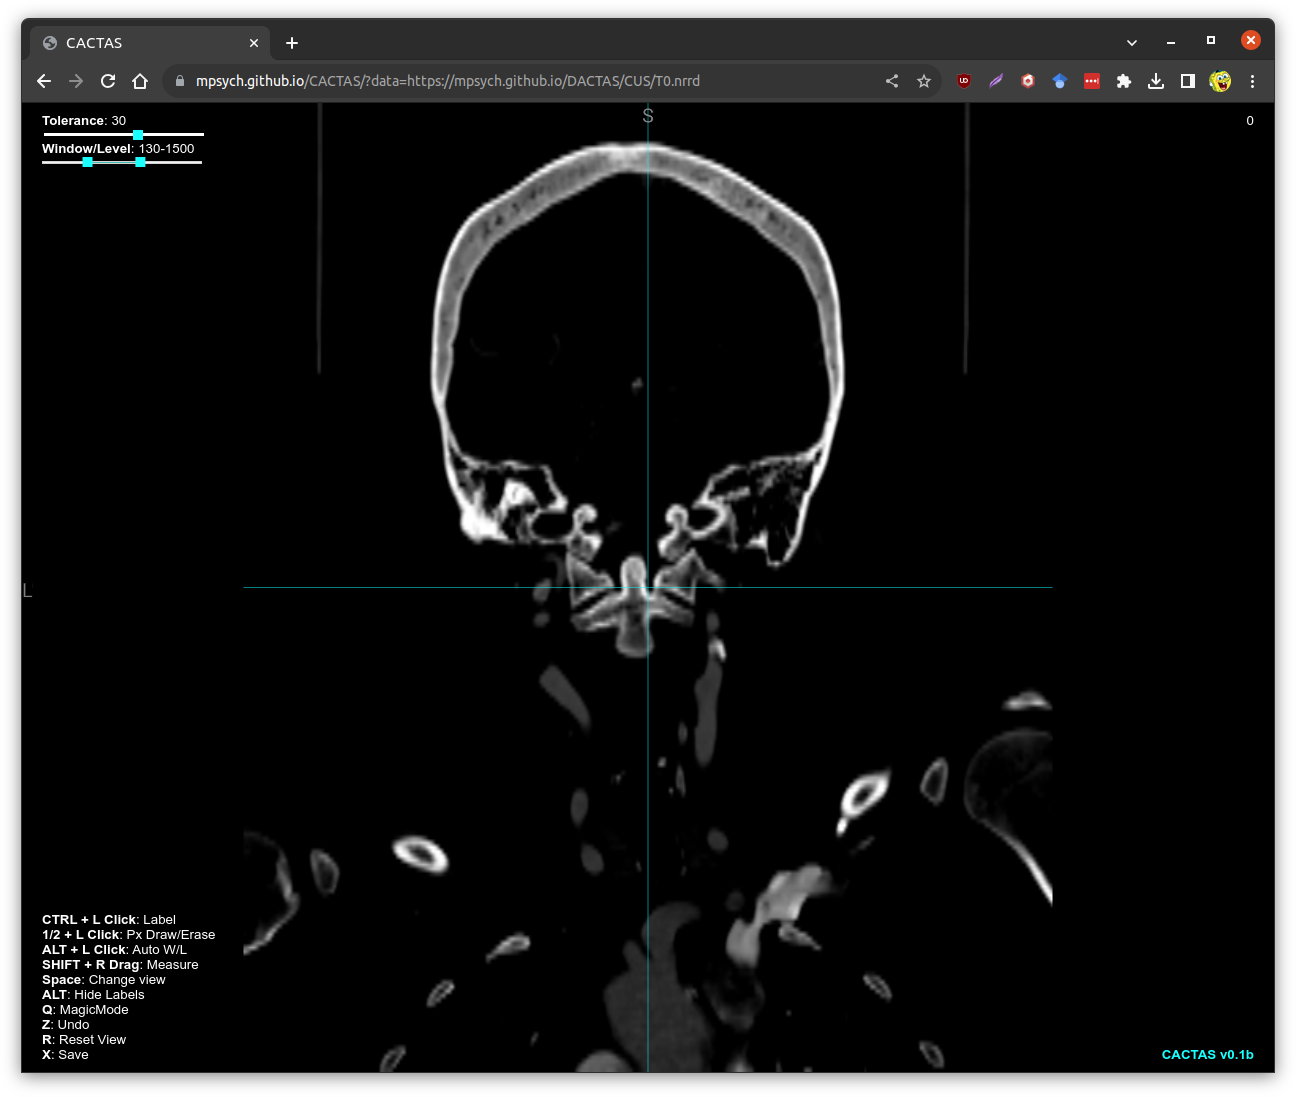 CACTAS
mpsych.github.io/CACTAS/?data=https://mpsych.github.io/DACTAS/CUS/T0.nrrd
Tolerance: 30
S
0
Window/Level: 130-1500
L
CTRL + L Click: Label
1/2 + L Click: Px Draw/Erase
ALT + L Click: Auto W/L
SHIFT + R Drag: Measure
Space: Change view
ALT: Hide Labels
Q: MagicMode
Z: Undo
R: Reset View
X: Save
CACTAS v0.1b